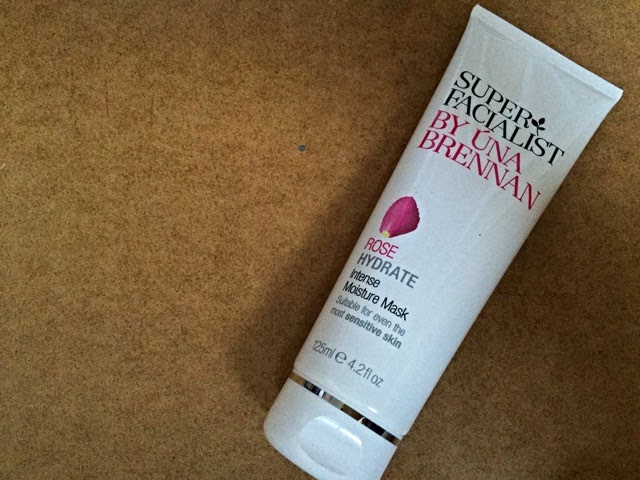 SUPER
FACIALIST
BY ÚNA
BRENNAN
ROSE
HYDRATE
Intense
Moisture Mask
Suitable for even the
most sensitive skin
125ml ℮ 4.2fl oz